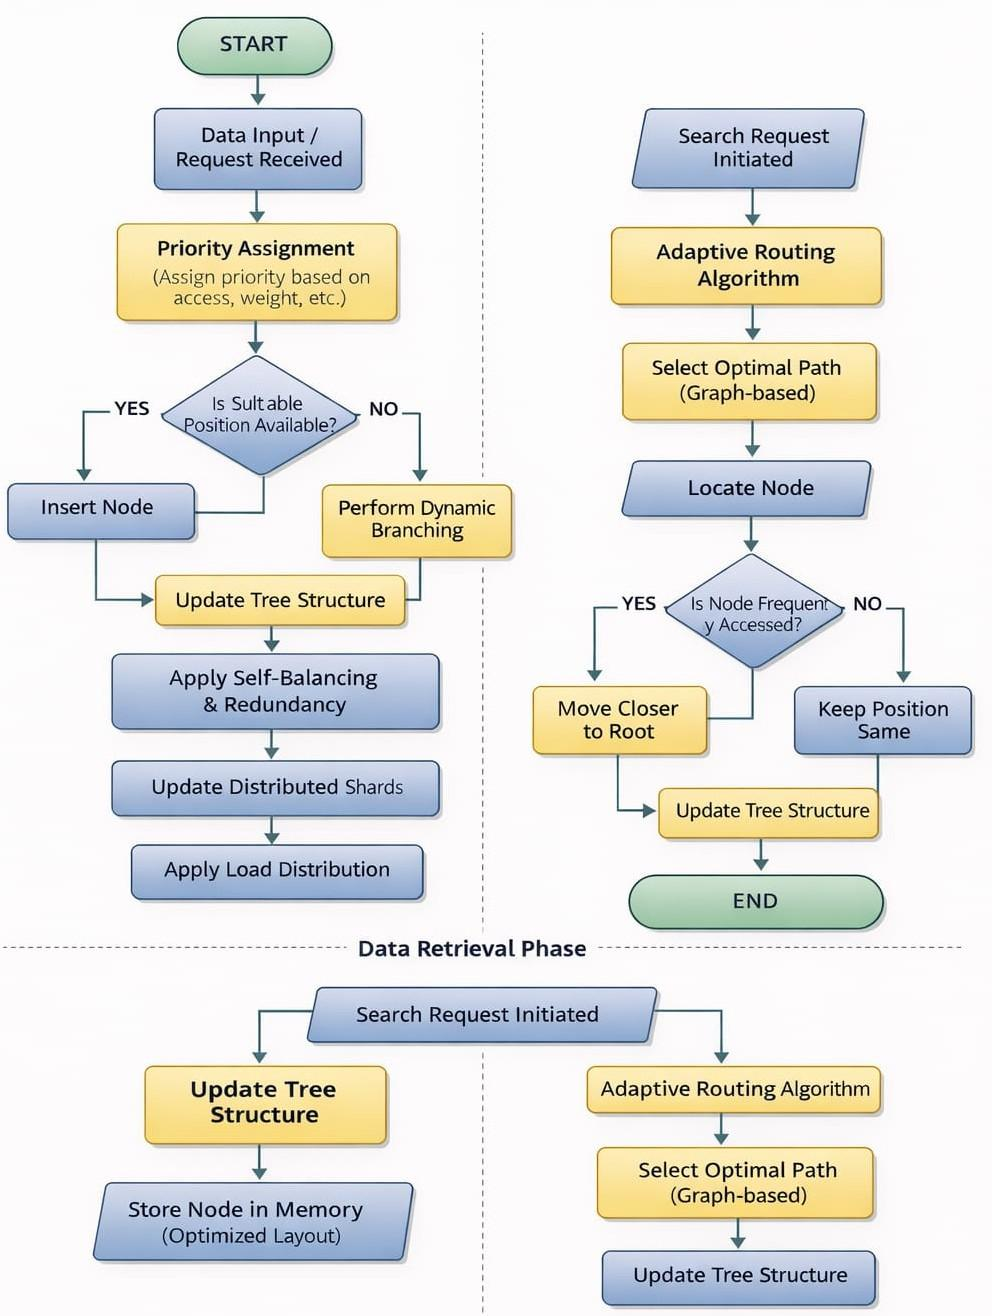 START
Data Input /
Request Received
Priority Assignment
(Assign priority based on
access, weight, etc.)
Is Suitable
Position Available?
YES
NO
Insert Node
Perform Dynamic
Branching
Update Tree Structure
Apply Self-Balancing
& Redundancy
Update Distributed Shards
Apply Load Distribution
Search Request
Initiated
Adaptive Routing
Algorithm
Select Optimal Path
(Graph-based)
Locate Node
Is Node Frequent
y Accessed?
YES
NO
Move Closer
to Root
Keep Position
Same
Update Tree Structure
END
Data Retrieval Phase
Search Request Initiated
Update Tree
Structure
Store Node in Memory
(Optimized Layout)
Adaptive Routing Algorithm
Select Optimal Path
(Graph-based)
Update Tree Structure